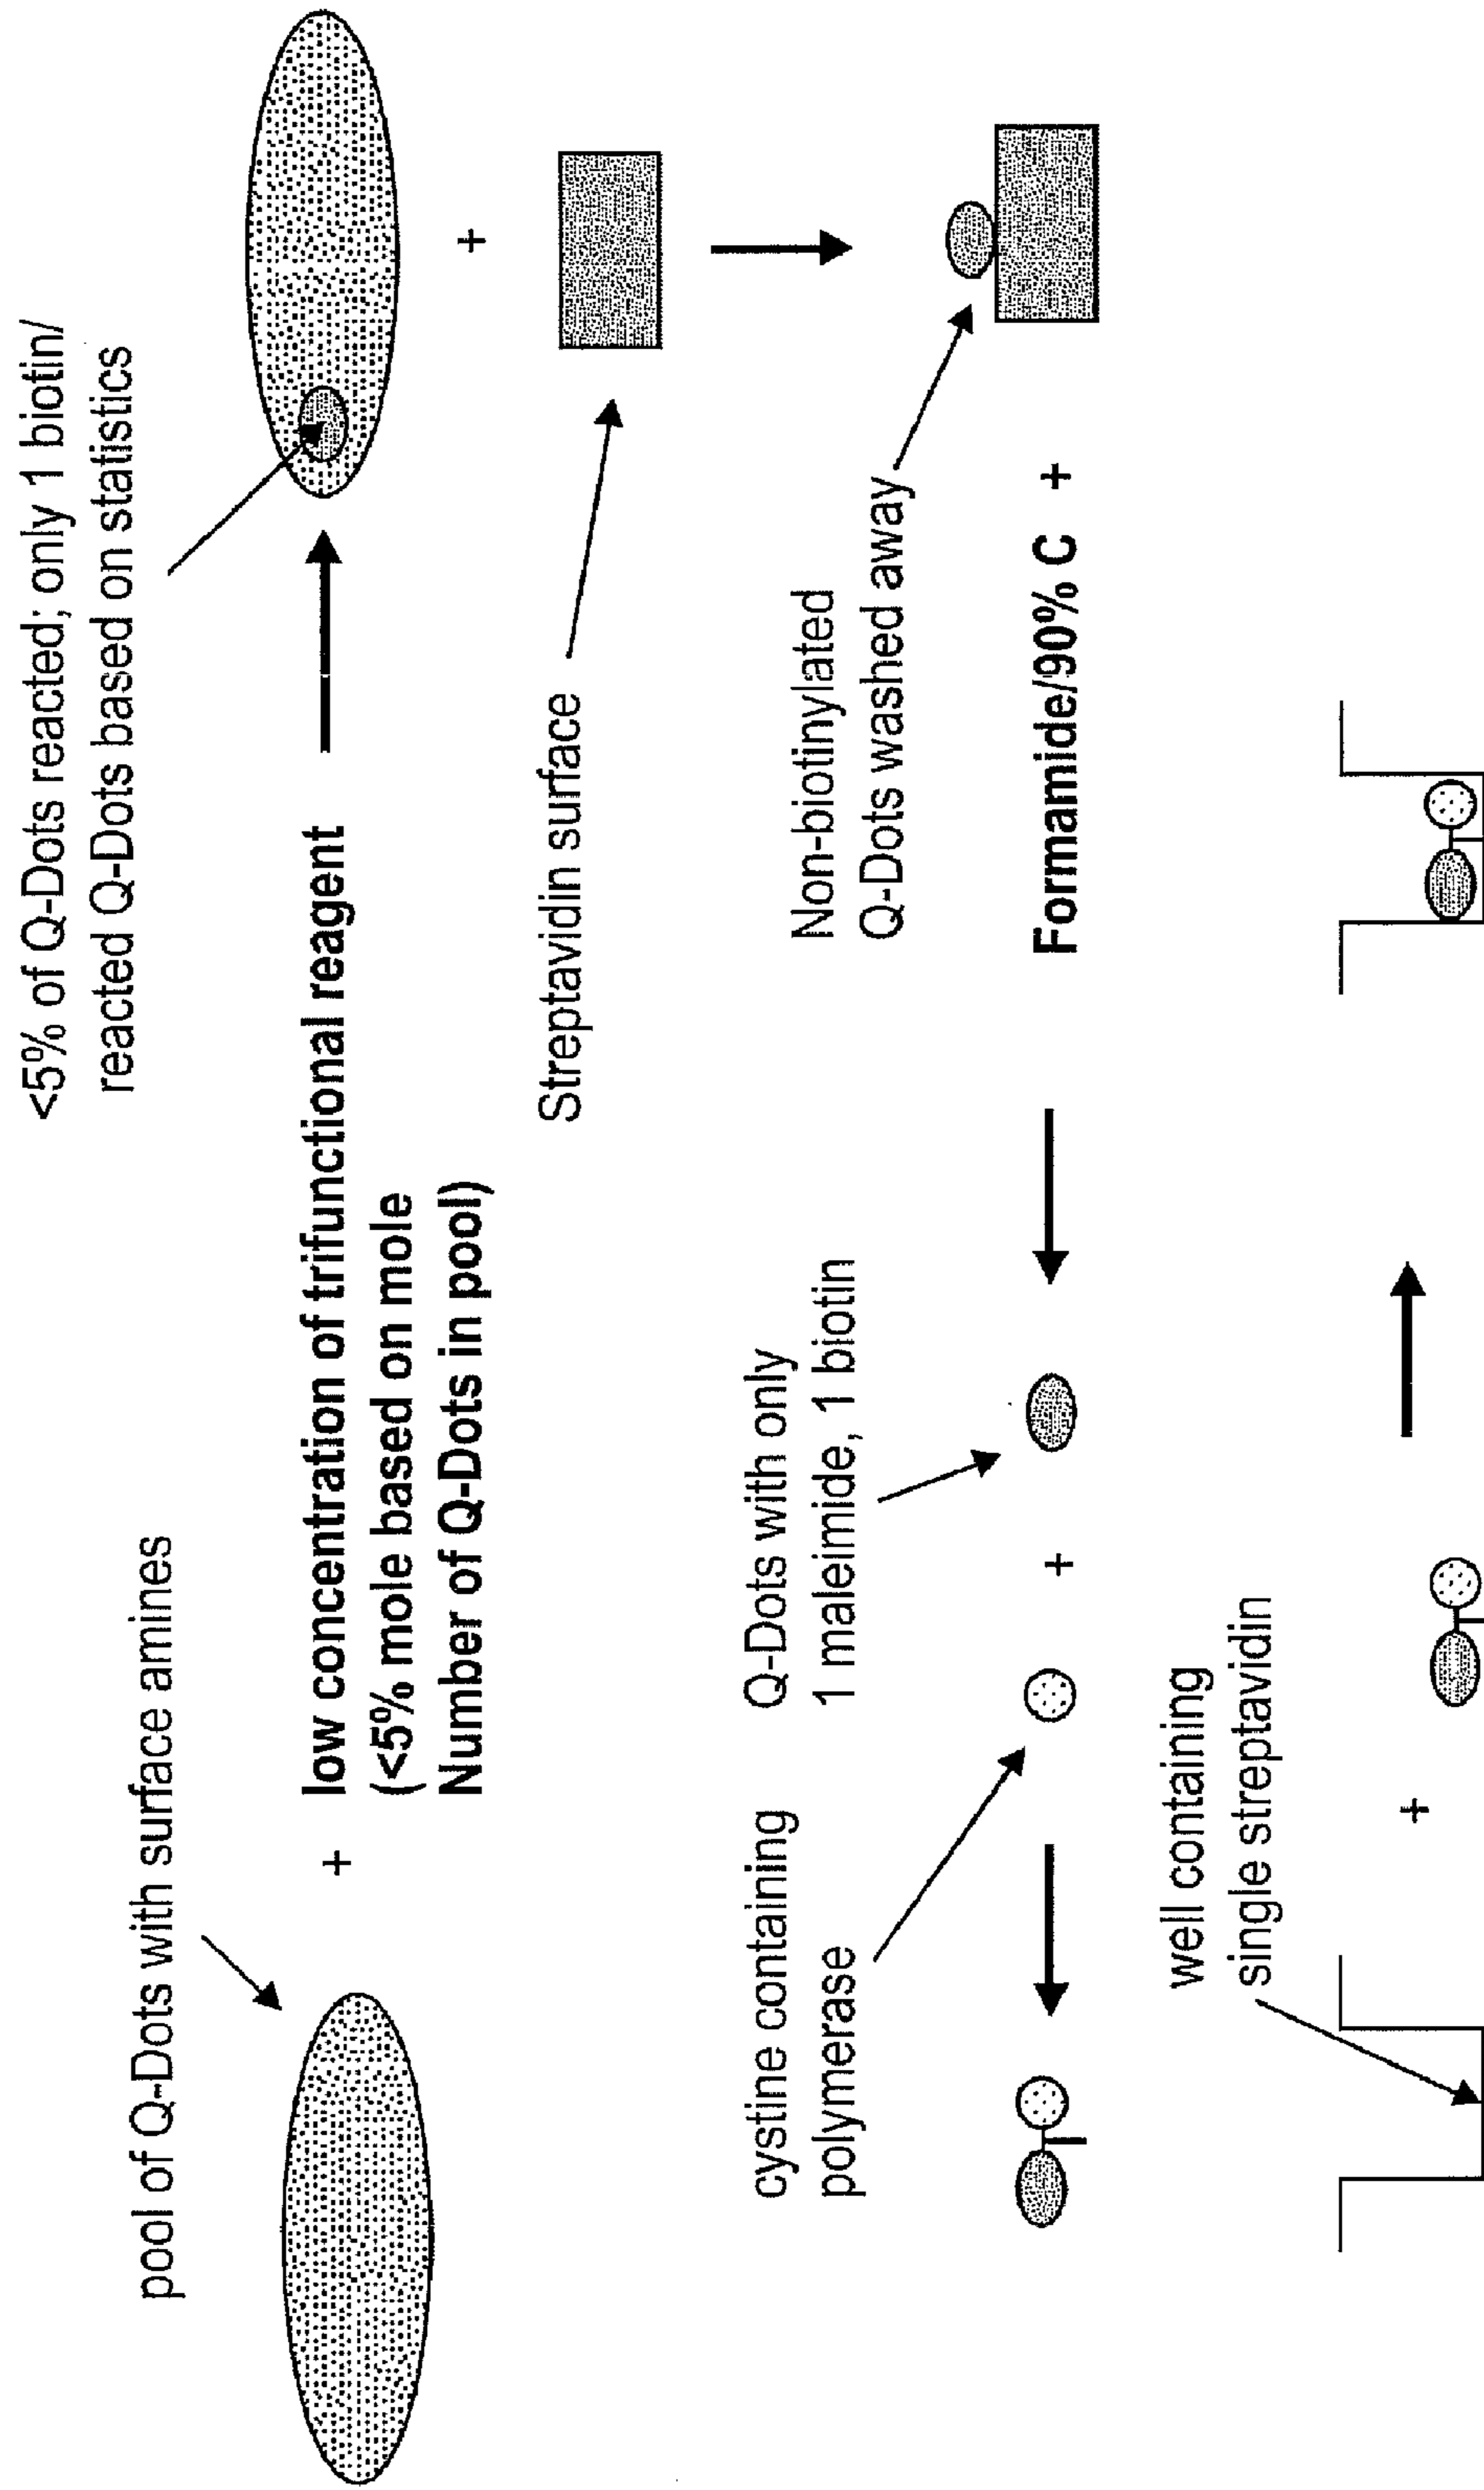 pool of Q-Dots with surface amines
<5% of Q-Dots reacted; only 1 biotin/
reacted Q-Dots based on statistics
+
low concentration of trifunctional reagent
(<5% mole based on mole
Number of Q-Dots in pool)
+
Streptavidin surface
cystine containing
polymerase
Q-Dots with only
1 maleimide, 1 biotin
Non-biotinylated
Q-Dots washed away
+
Formamide/90% C +
well containing
single streptavidin
+